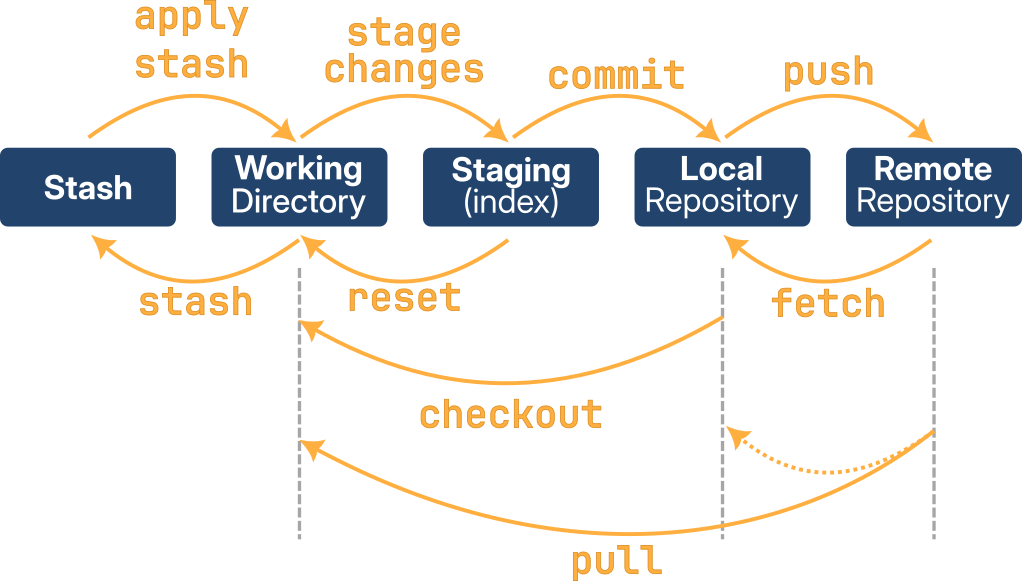 apply
stash
stage
changes
commit
push
Stash
Working
Directory
Staging
(index)
Local
Repository
Remote
Repository
stash
reset
fetch
checkout
pull